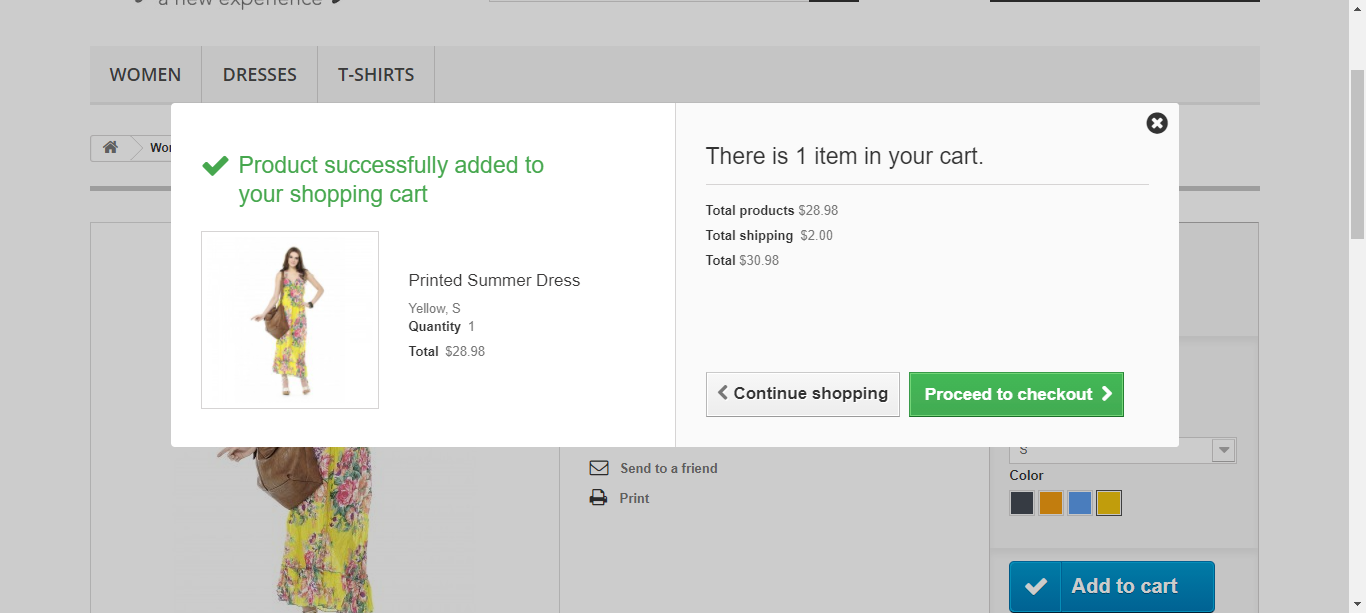 a new experience
WOMEN
DRESSES
T-SHIRTS
Product successfully added to
your shopping cart
Printed Summer Dress
Yellow, S
Quantity 1
Total $28.98
There is 1 item in your cart.
Total products $28.98
Total shipping $2.00
Total $30.98
Continue shopping
Proceed to checkout
Send to a friend
Print
S
Color
Add to cart